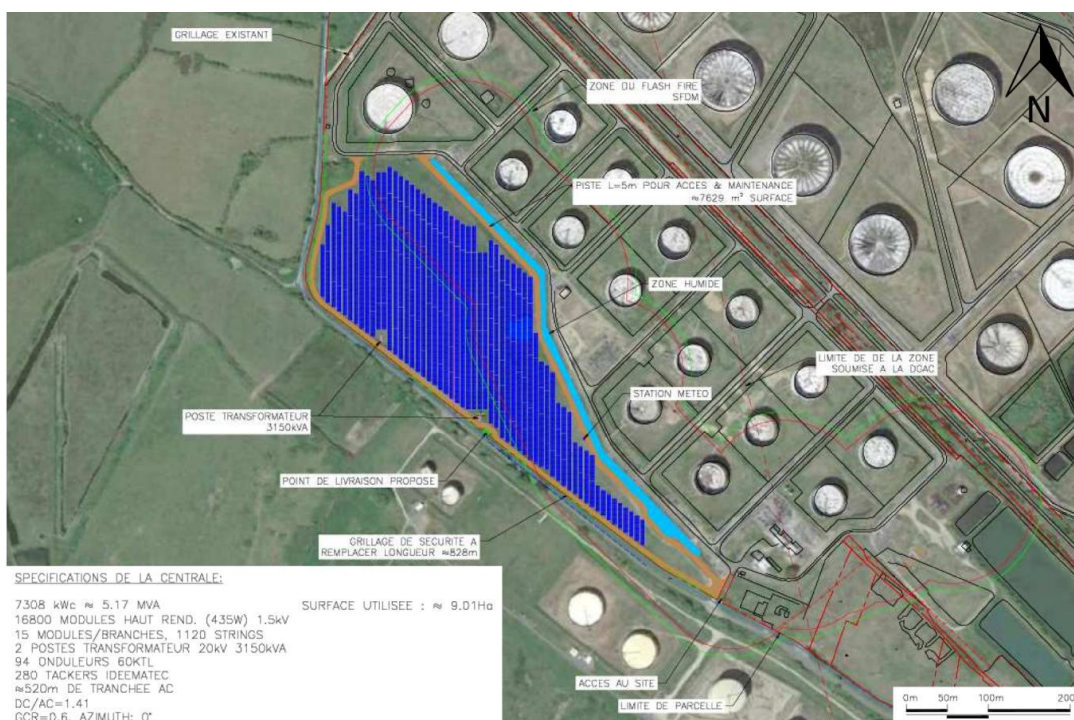 GRILLAGE EXISTANT
ZONE DU FLASH FIRE
SFDM
N
PISTE L=5m POUR ACCES & MAINTENANCE
≈7629 m² SURFACE
ZONE HUMIDE
LIMITE DE DE LA ZONE
SOUMISE A LA DGAC
STATION METEO
POSTE TRANSFORMATEUR
3150kVA
POINT DE LIVRAISON PROPOSE
GRILLAGE DE SECURITE A
REMPLACER LONGUEUR ≈828m
SPECIFICATIONS DE LA CENTRALE:
7308 kWc ≈ 5.17 MVA
SURFACE UTILISEE : ≈ 9.01Ha
16800 MODULES HAUT REND. (435W) 1.5kV
15 MODULES/BRANCHES, 1120 STRINGS
2 POSTES TRANSFORMATEUR 20kV 3150kVA
94 ONDULEURS 60KTL
280 TACKERS IDEEMATEC
≈520m DE TRANCHEE AC
DC/AC=1.41
GCR=0.6, AZIMUTH: 0°
ACCES AU SITE
LIMITE DE PARCELLE
0m 50m 100m 200